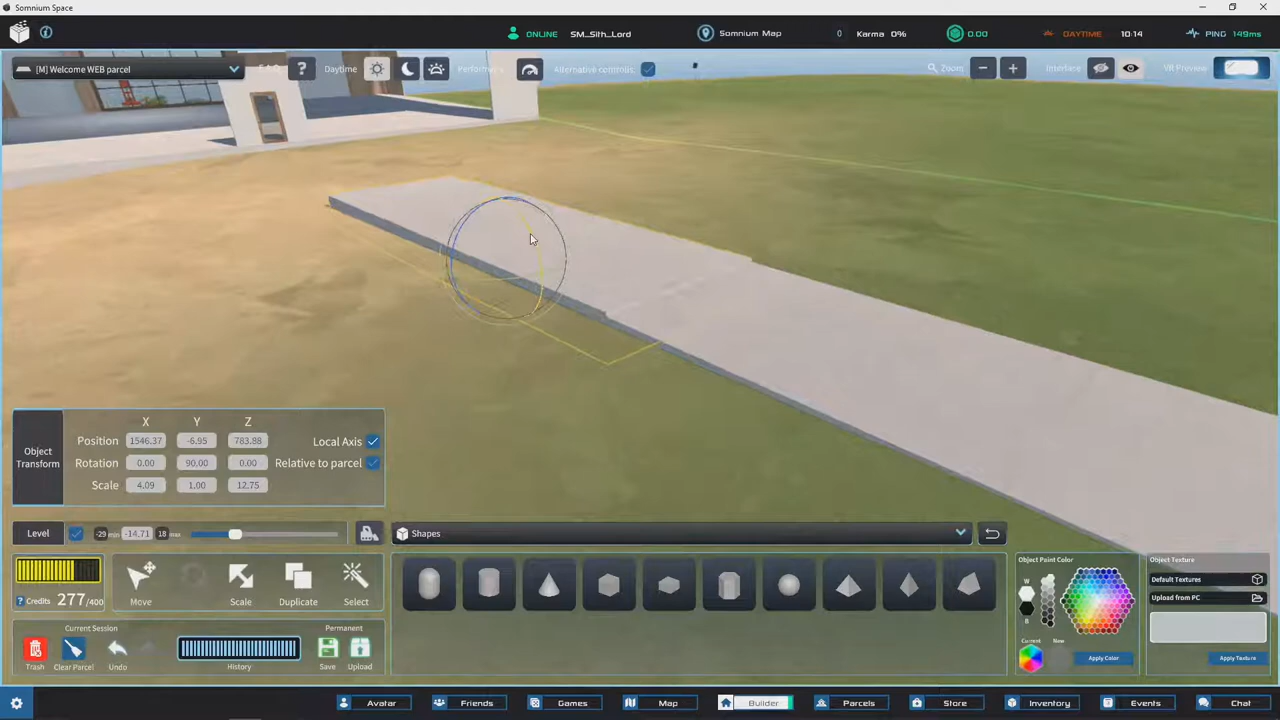 Somnium Space
ONLINE SM_Sith_Lord Somnium Map 0 Karma 0% 0.00 DAYTIME 10:14 PING 149ms
[M] Welcome WEB parcel ? Daytime Alternative controls: Zoom Interface VR Preview
X Y Z
Object Transform
Position 1546.37 -6.95 783.88 Local Axis
Rotation 0.00 90.00 0.00 Relative to parcel
Scale 4.09 1.00 12.75
Level -29 min -14.71 18 max
Shapes
? Credits 277/400
Move Scale Duplicate Select
Current Session Permanent
Trash Clear Parcel Undo History Save Upload
Object Paint Color
W
B
Current New
Apply Color
Object Texture
Default Textures
Upload from PC
Apply Texture
Avatar Friends Games Map Builder Parcels Store Inventory Events Chat